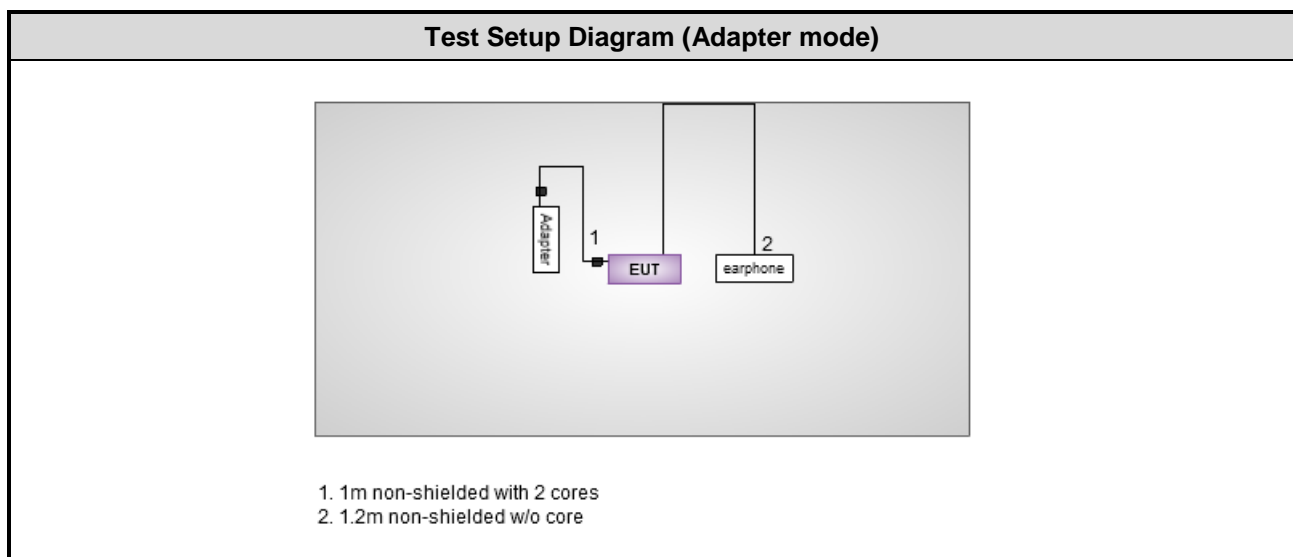 Test Setup Diagram (Adapter mode)
Adapter
1
EUT
2
earphone
1. 1m non-shielded with 2 cores
2. 1.2m non-shielded w/o core